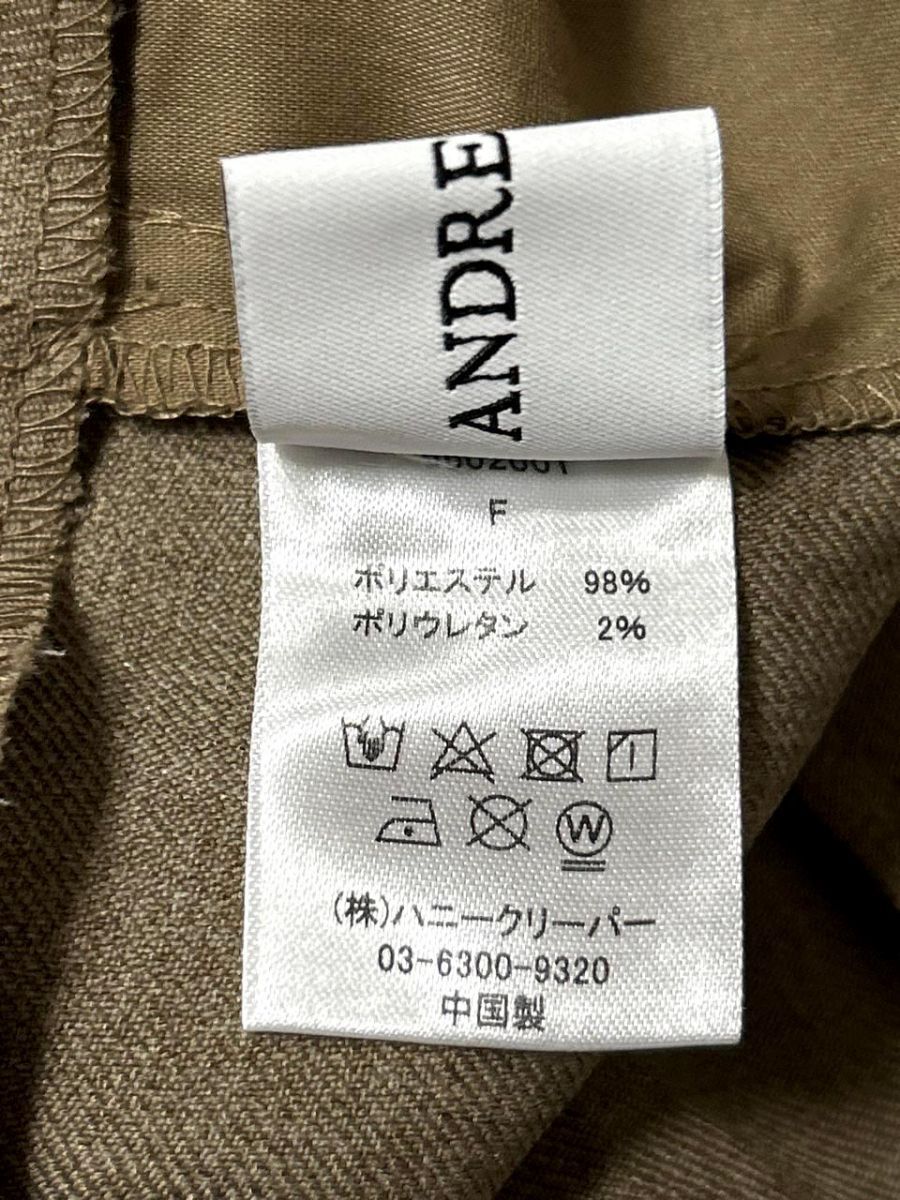 ANDRE
F
ポリエステル 98%
ポリウレタン 2%
W
(株)ハニークリーパー
03-6300-9320
中国製